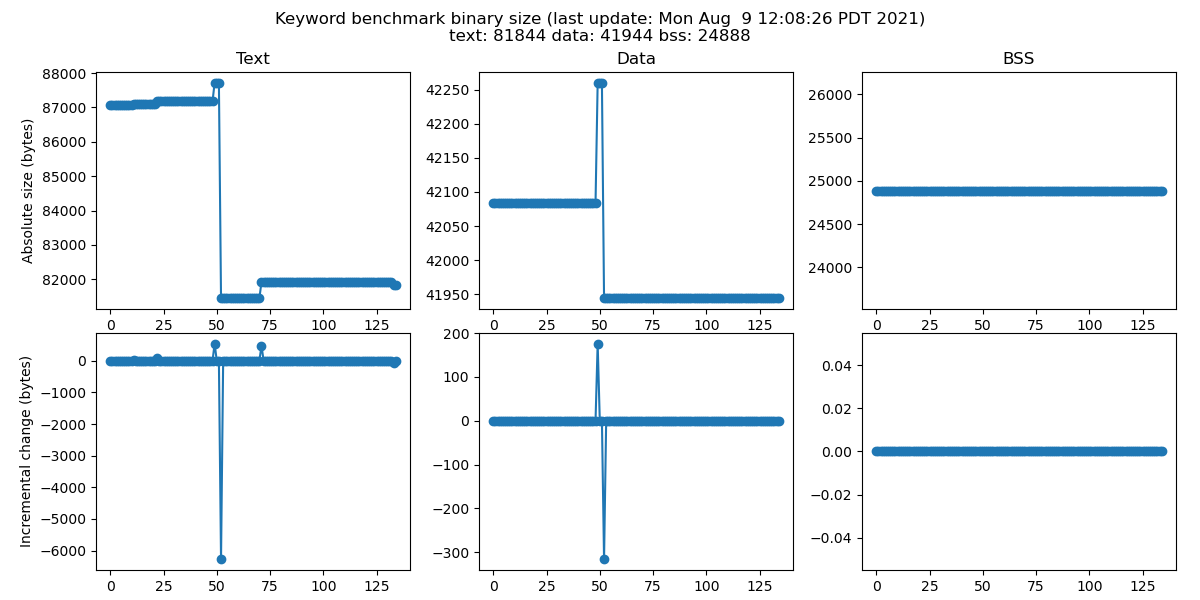 Keyword benchmark binary size (last update: Mon Aug  9 12:08:26 PDT 2021)
text: 81844 data: 41944 bss: 24888
Text
Data
BSS
Absolute size (bytes)
88000
87000
86000
85000
84000
83000
82000
0 25 50 75 100 125
42250
42200
42150
42100
42050
42000
41950
0 25 50 75 100 125
26000
25500
25000
24500
24000
0 25 50 75 100 125
Incremental change (bytes)
0
−1000
−2000
−3000
−4000
−5000
−6000
0 25 50 75 100 125
200
100
0
−100
−200
−300
0 25 50 75 100 125
0.04
0.02
0.00
−0.02
−0.04
0 25 50 75 100 125